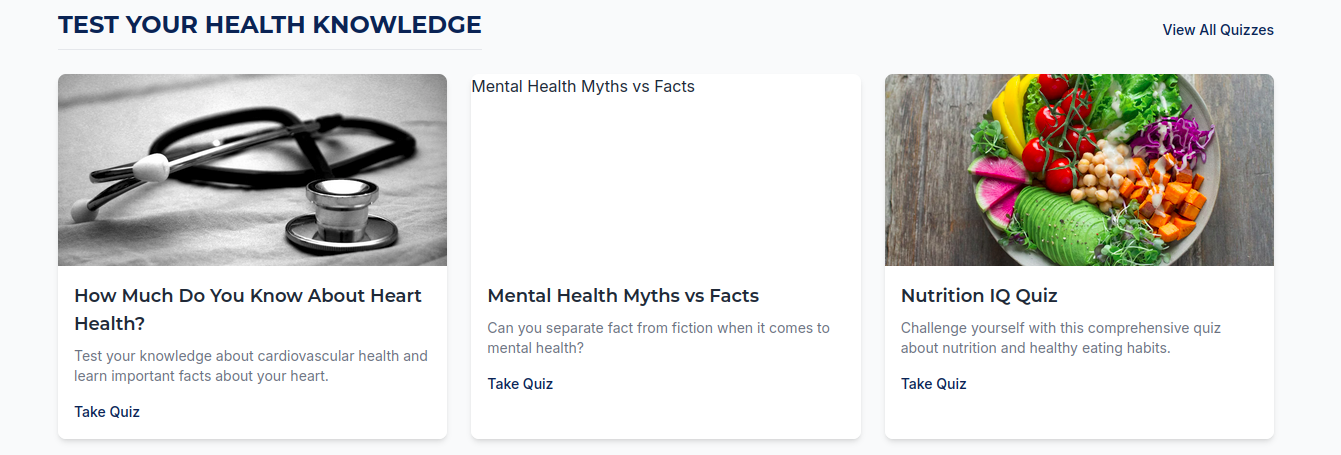 TEST YOUR HEALTH KNOWLEDGE
View All Quizzes
Mental Health Myths vs Facts
How Much Do You Know About Heart
Health?
Test your knowledge about cardiovascular health and
learn important facts about your heart.
Take Quiz
Mental Health Myths vs Facts
Can you separate fact from fiction when it comes to
mental health?
Take Quiz
Nutrition IQ Quiz
Challenge yourself with this comprehensive quiz
about nutrition and healthy eating habits.
Take Quiz